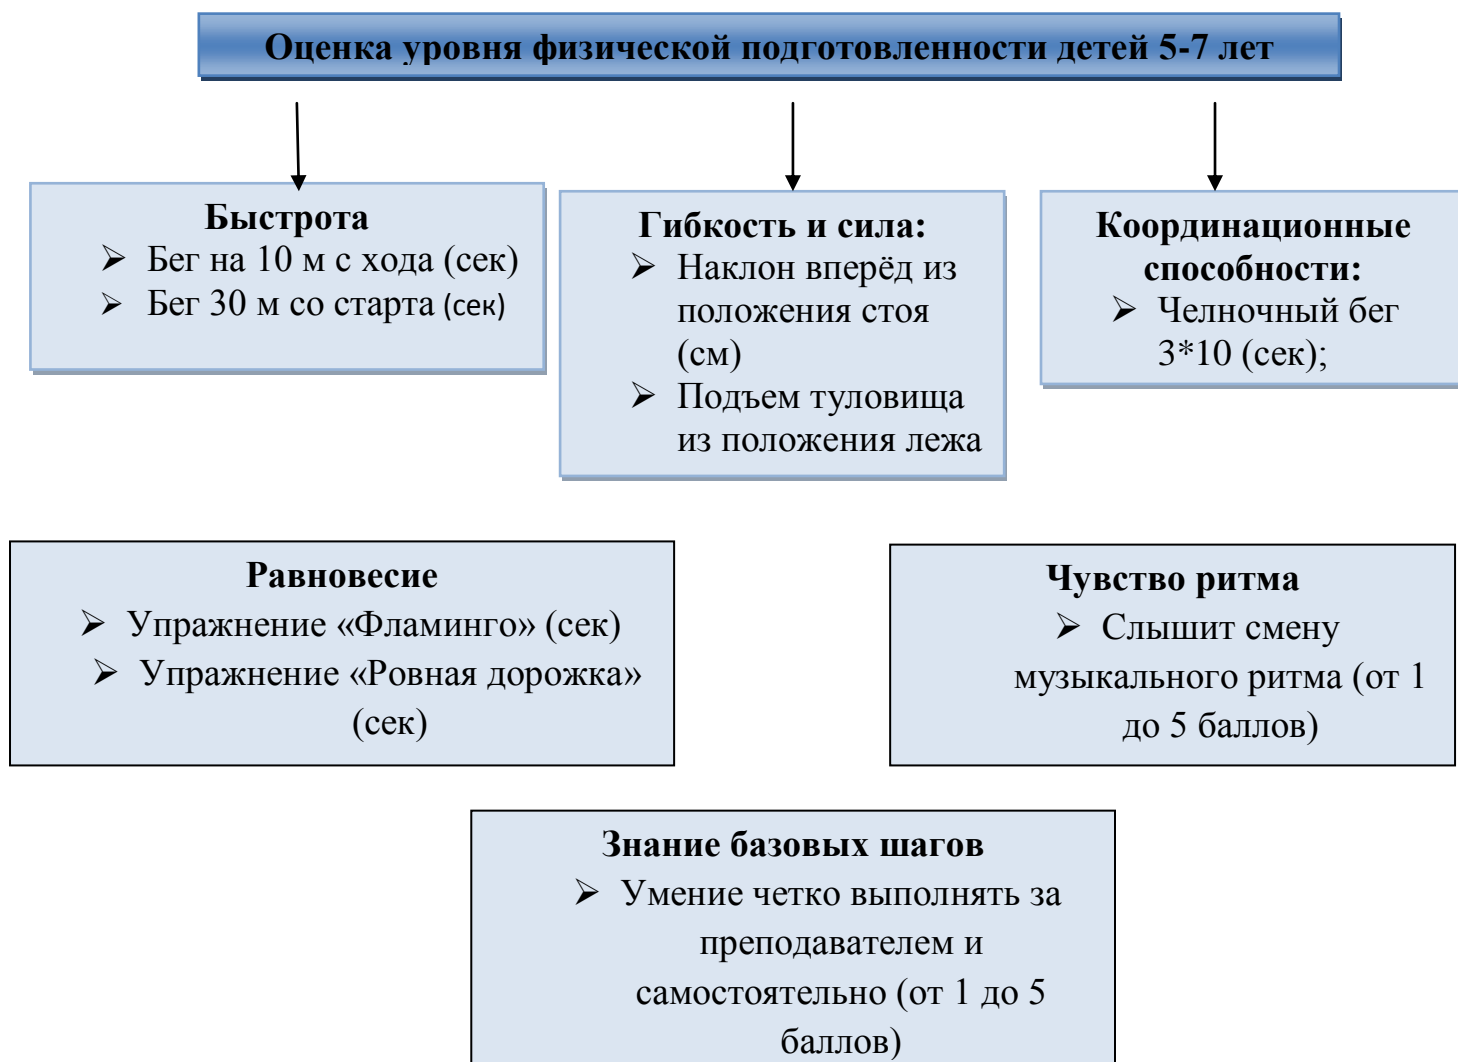 Оценка уровня физической подготовленности детей 5-7 лет
Быстрота
➢ Бег на 10 м с хода (сек)
➢ Бег 30 м со старта (сек)
Гибкость и сила:
➢ Наклон вперёд из
положения стоя
(см)
➢ Подъем туловища
из положения лежа
Координационные
способности:
➢ Челночный бег
3*10 (сек);
Равновесие
➢ Упражнение «Фламинго» (сек)
➢ Упражнение «Ровная дорожка»
(сек)
Чувство ритма
➢ Слышит смену
музыкального ритма (от 1
до 5 баллов)
Знание базовых шагов
➢ Умение четко выполнять за
преподавателем и
самостоятельно (от 1 до 5
баллов)